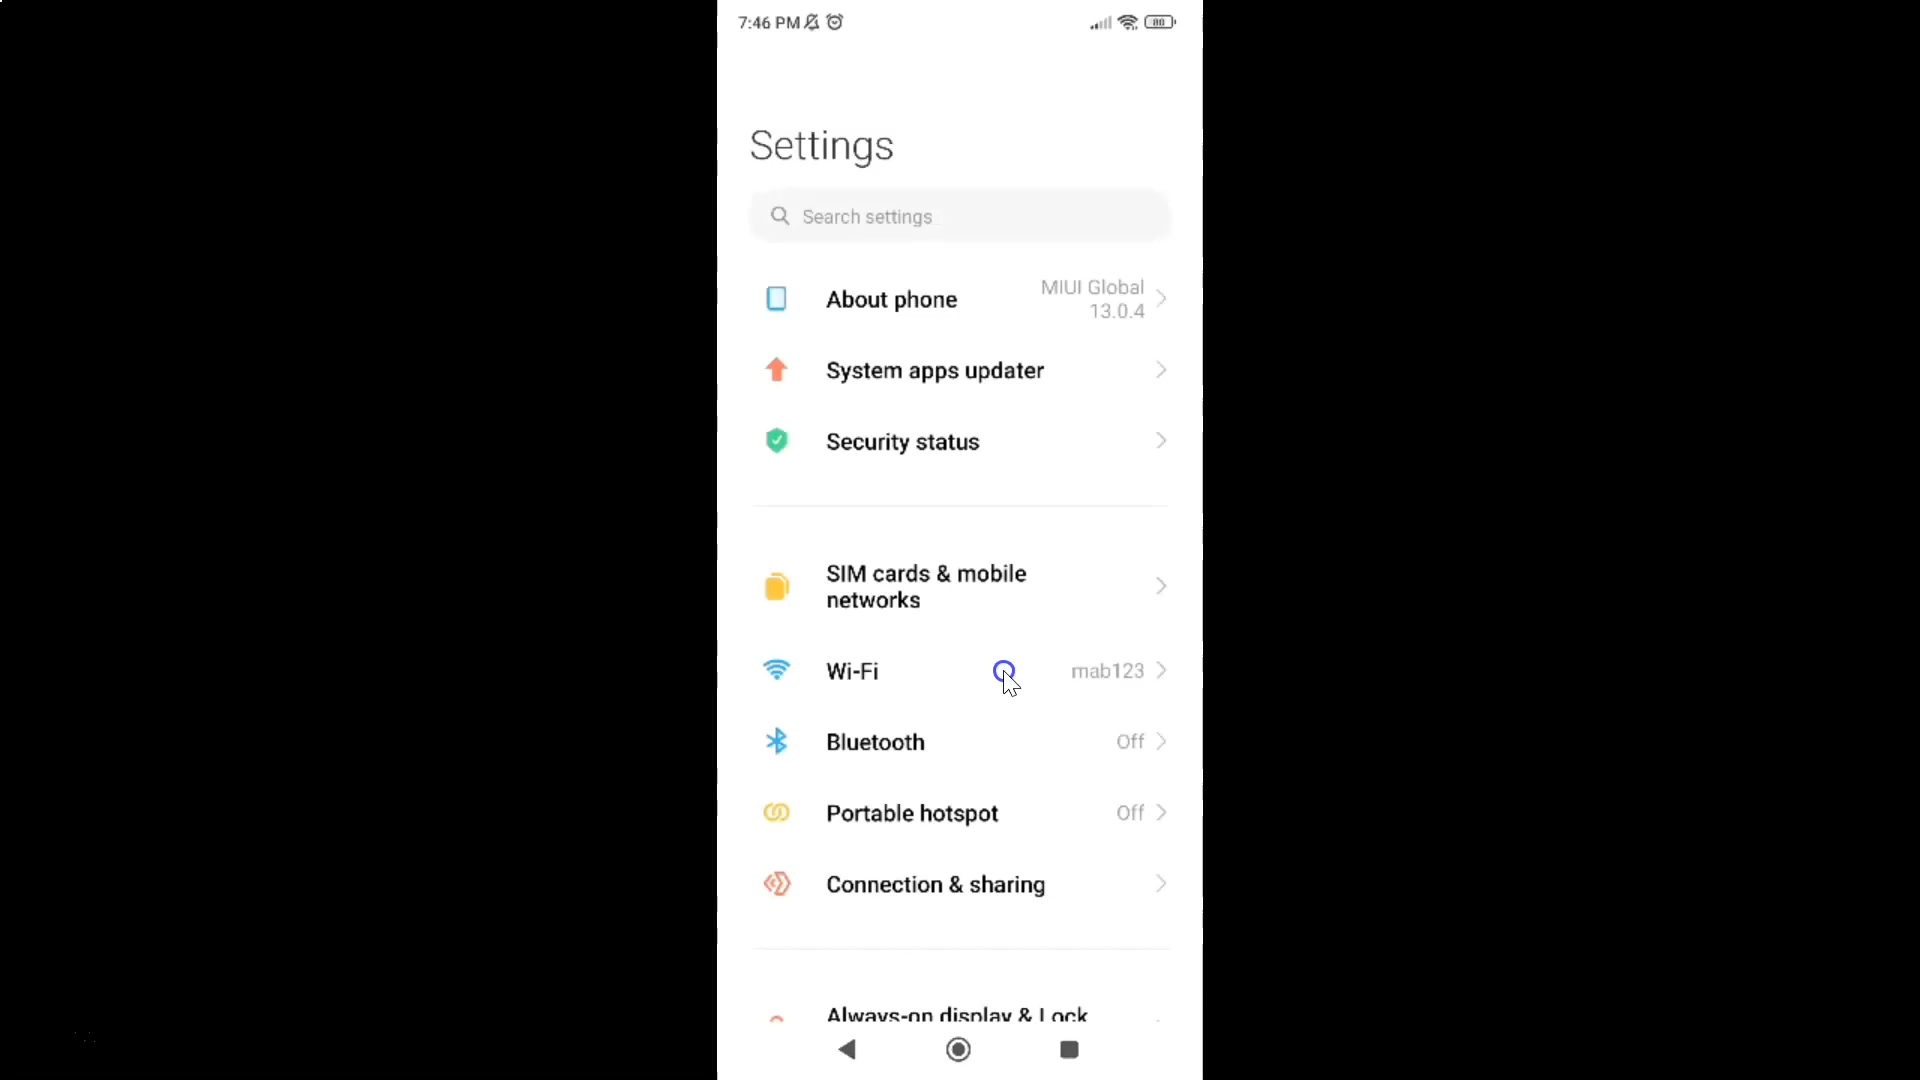 7:46 PM
80
Settings
Search settings
About phone
MIUI Global
13.0.4
System apps updater
Security status
SIM cards & mobile
networks
Wi-Fi
mab123
Bluetooth
Off
Portable hotspot
Off
Connection & sharing
Always-on display & Lock